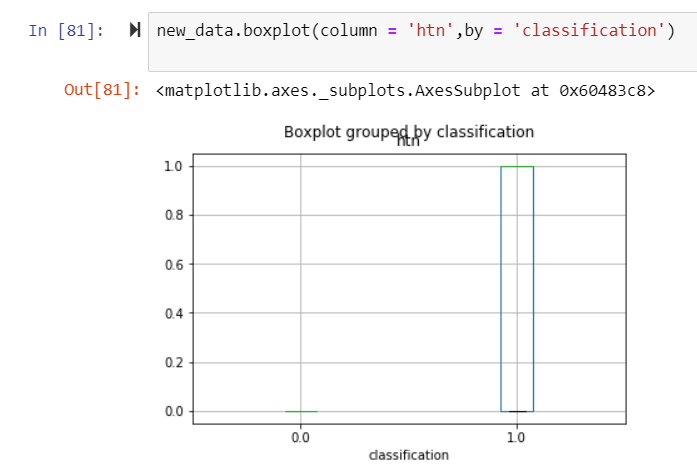 In [81]:
new_data.boxplot(column = 'htn',by = 'classification')
Out[81]: <matplotlib.axes._subplots.AxesSubplot at 0x60483c8>
Boxplot grouped by classification
htn
1.0
0.8
0.6
0.4
0.2
0.0
0.0 1.0
classification